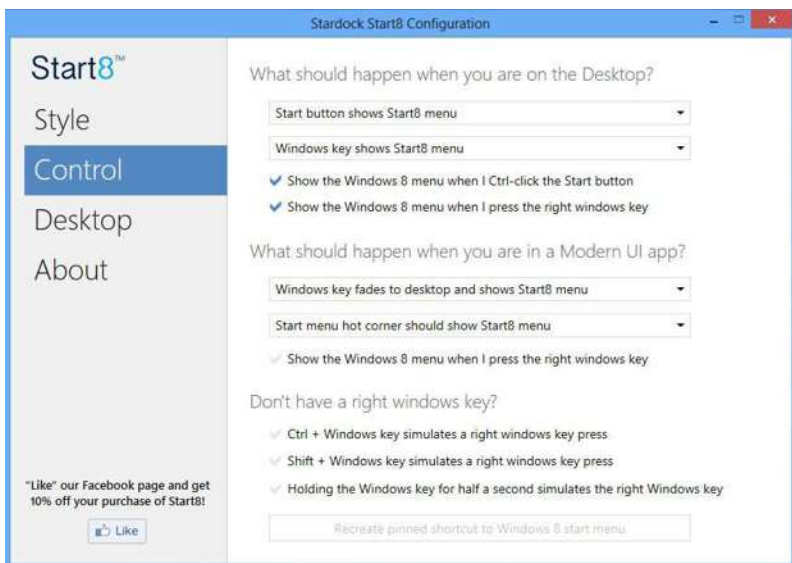 Stardock Start8 Configuration
Start8™
Style
Control
Desktop
About
"Like" our Facebook page and get
10% off your purchase of Start8!
Like
What should happen when you are on the Desktop?
Start button shows Start8 menu
Windows key shows Start8 menu
Show the Windows 8 menu when I Ctrl-click the Start button
Show the Windows 8 menu when I press the right windows key
What should happen when you are in a Modern UI app?
Windows key fades to desktop and shows Start8 menu
Start menu hot corner should show Start8 menu
Show the Windows 8 menu when I press the right windows key
Don't have a right windows key?
Ctrl + Windows key simulates a right windows key press
Shift + Windows key simulates a right windows key press
Holding the Windows key for half a second simulates the right Windows key
Recreate pinned shortcut to Windows 8 start menu